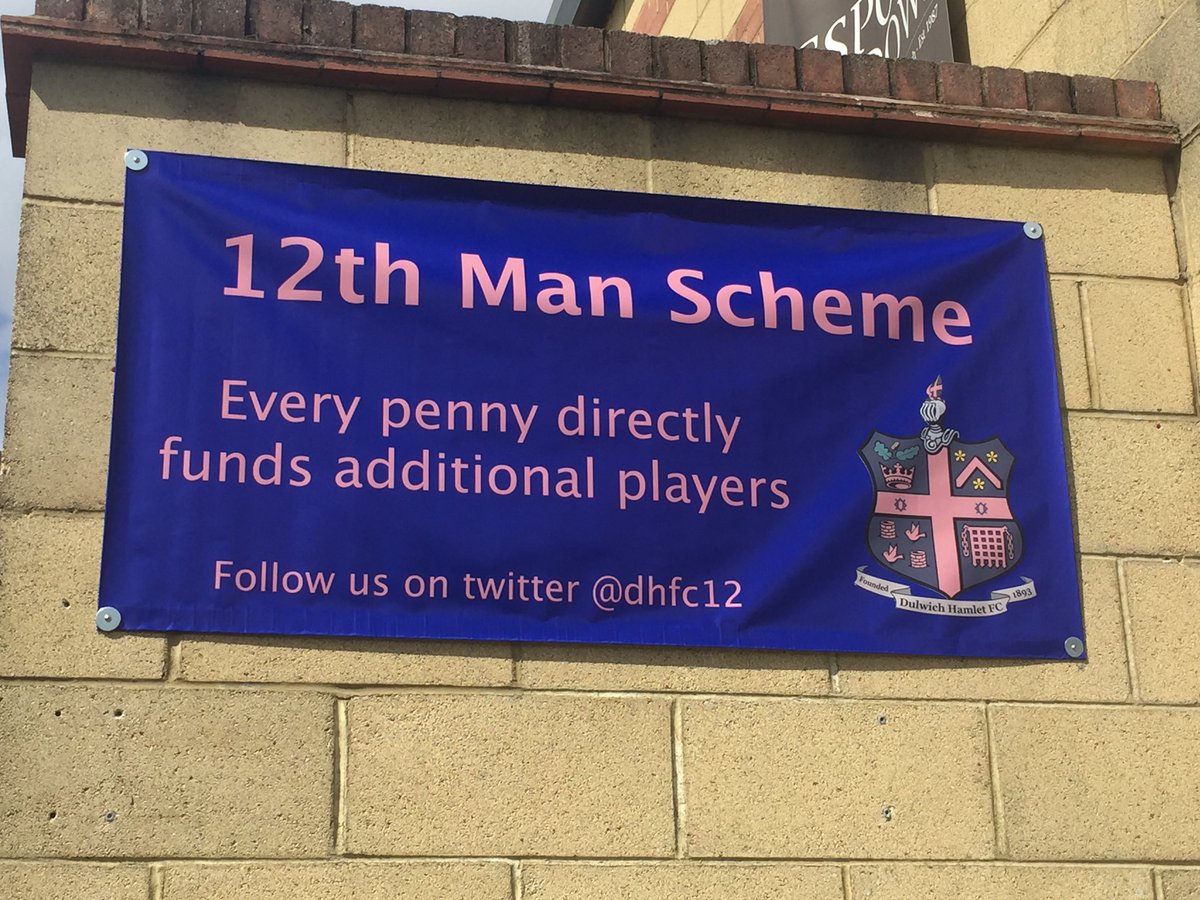 12th Man Scheme
Every penny directly
funds additional players
Follow us on twitter @dhfc12
Founded
1893
Dulwich Hamlet FC